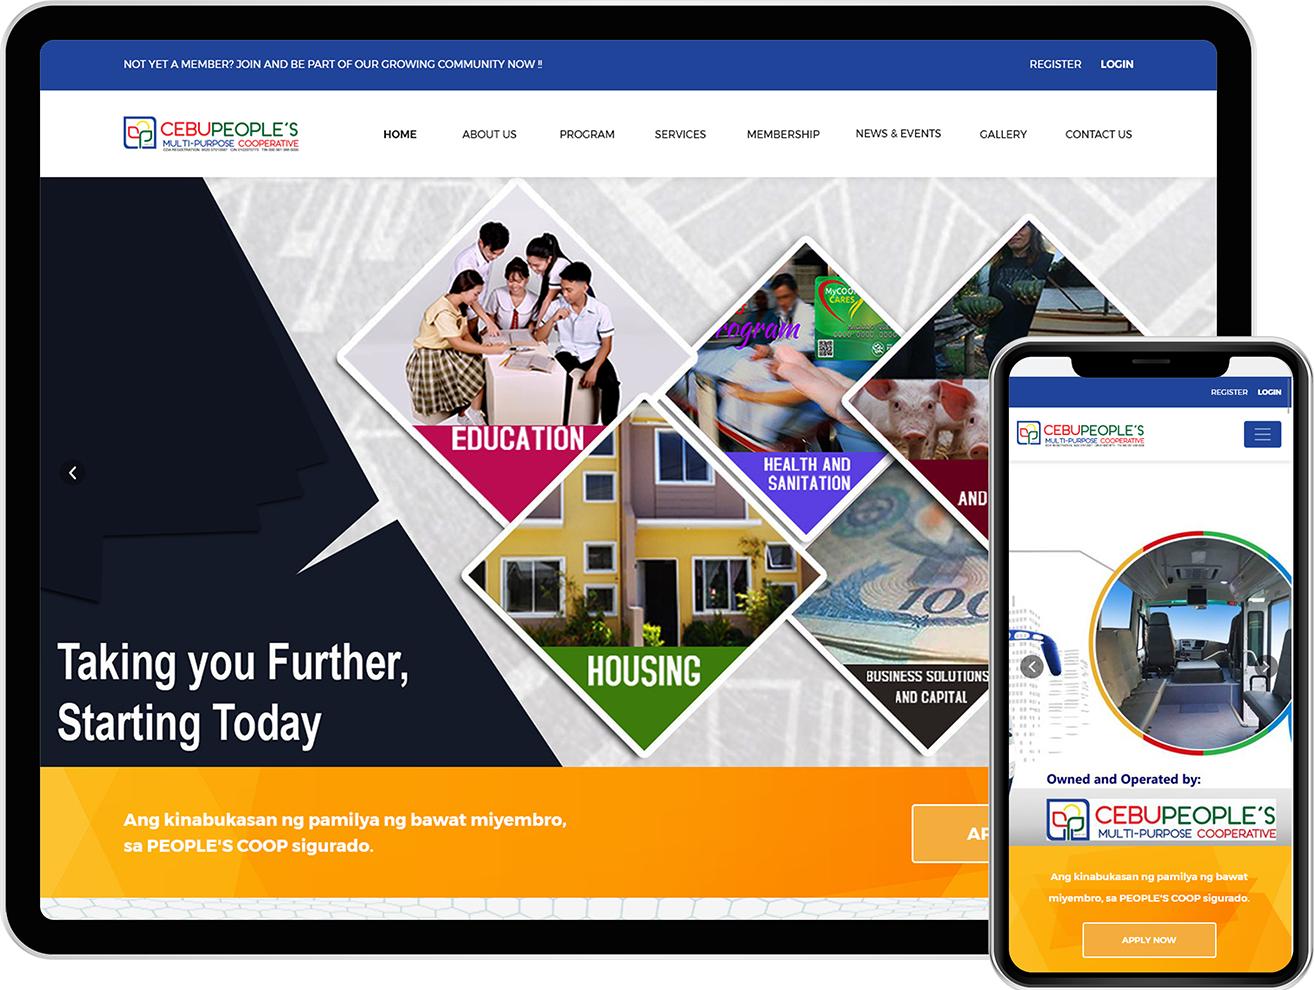 NOT YET A MEMBER? JOIN AND BE PART OF OUR GROWING COMMUNITY NOW !!
REGISTER LOGIN
CEBUPEOPLE'S
MULTI-PURPOSE COOPERATIVE
HOME ABOUT US PROGRAM SERVICES MEMBERSHIP NEWS & EVENTS GALLERY CONTACT US
EDUCATION
rogram
MyCOO
CARES
HEALTH AND
SANITATION
AND
HOUSING
100
BUSINESS SOLUTIONS
AND CAPITAL
Taking you Further,
Starting Today
Ang kinabukasan ng pamilya ng bawat miyembro,
sa PEOPLE'S COOP sigurado.
AP
REGISTER LOGIN
CEBUPEOPLE'S
MULTI-PURPOSE COOPERATIVE
Owned and Operated by:
CEBUPEOPLE'S
MULTI-PURPOSE COOPERATIVE
Ang kinabukasan ng pamilya ng bawat
miyembro, sa PEOPLE'S COOP sigurado.
APPLY NOW